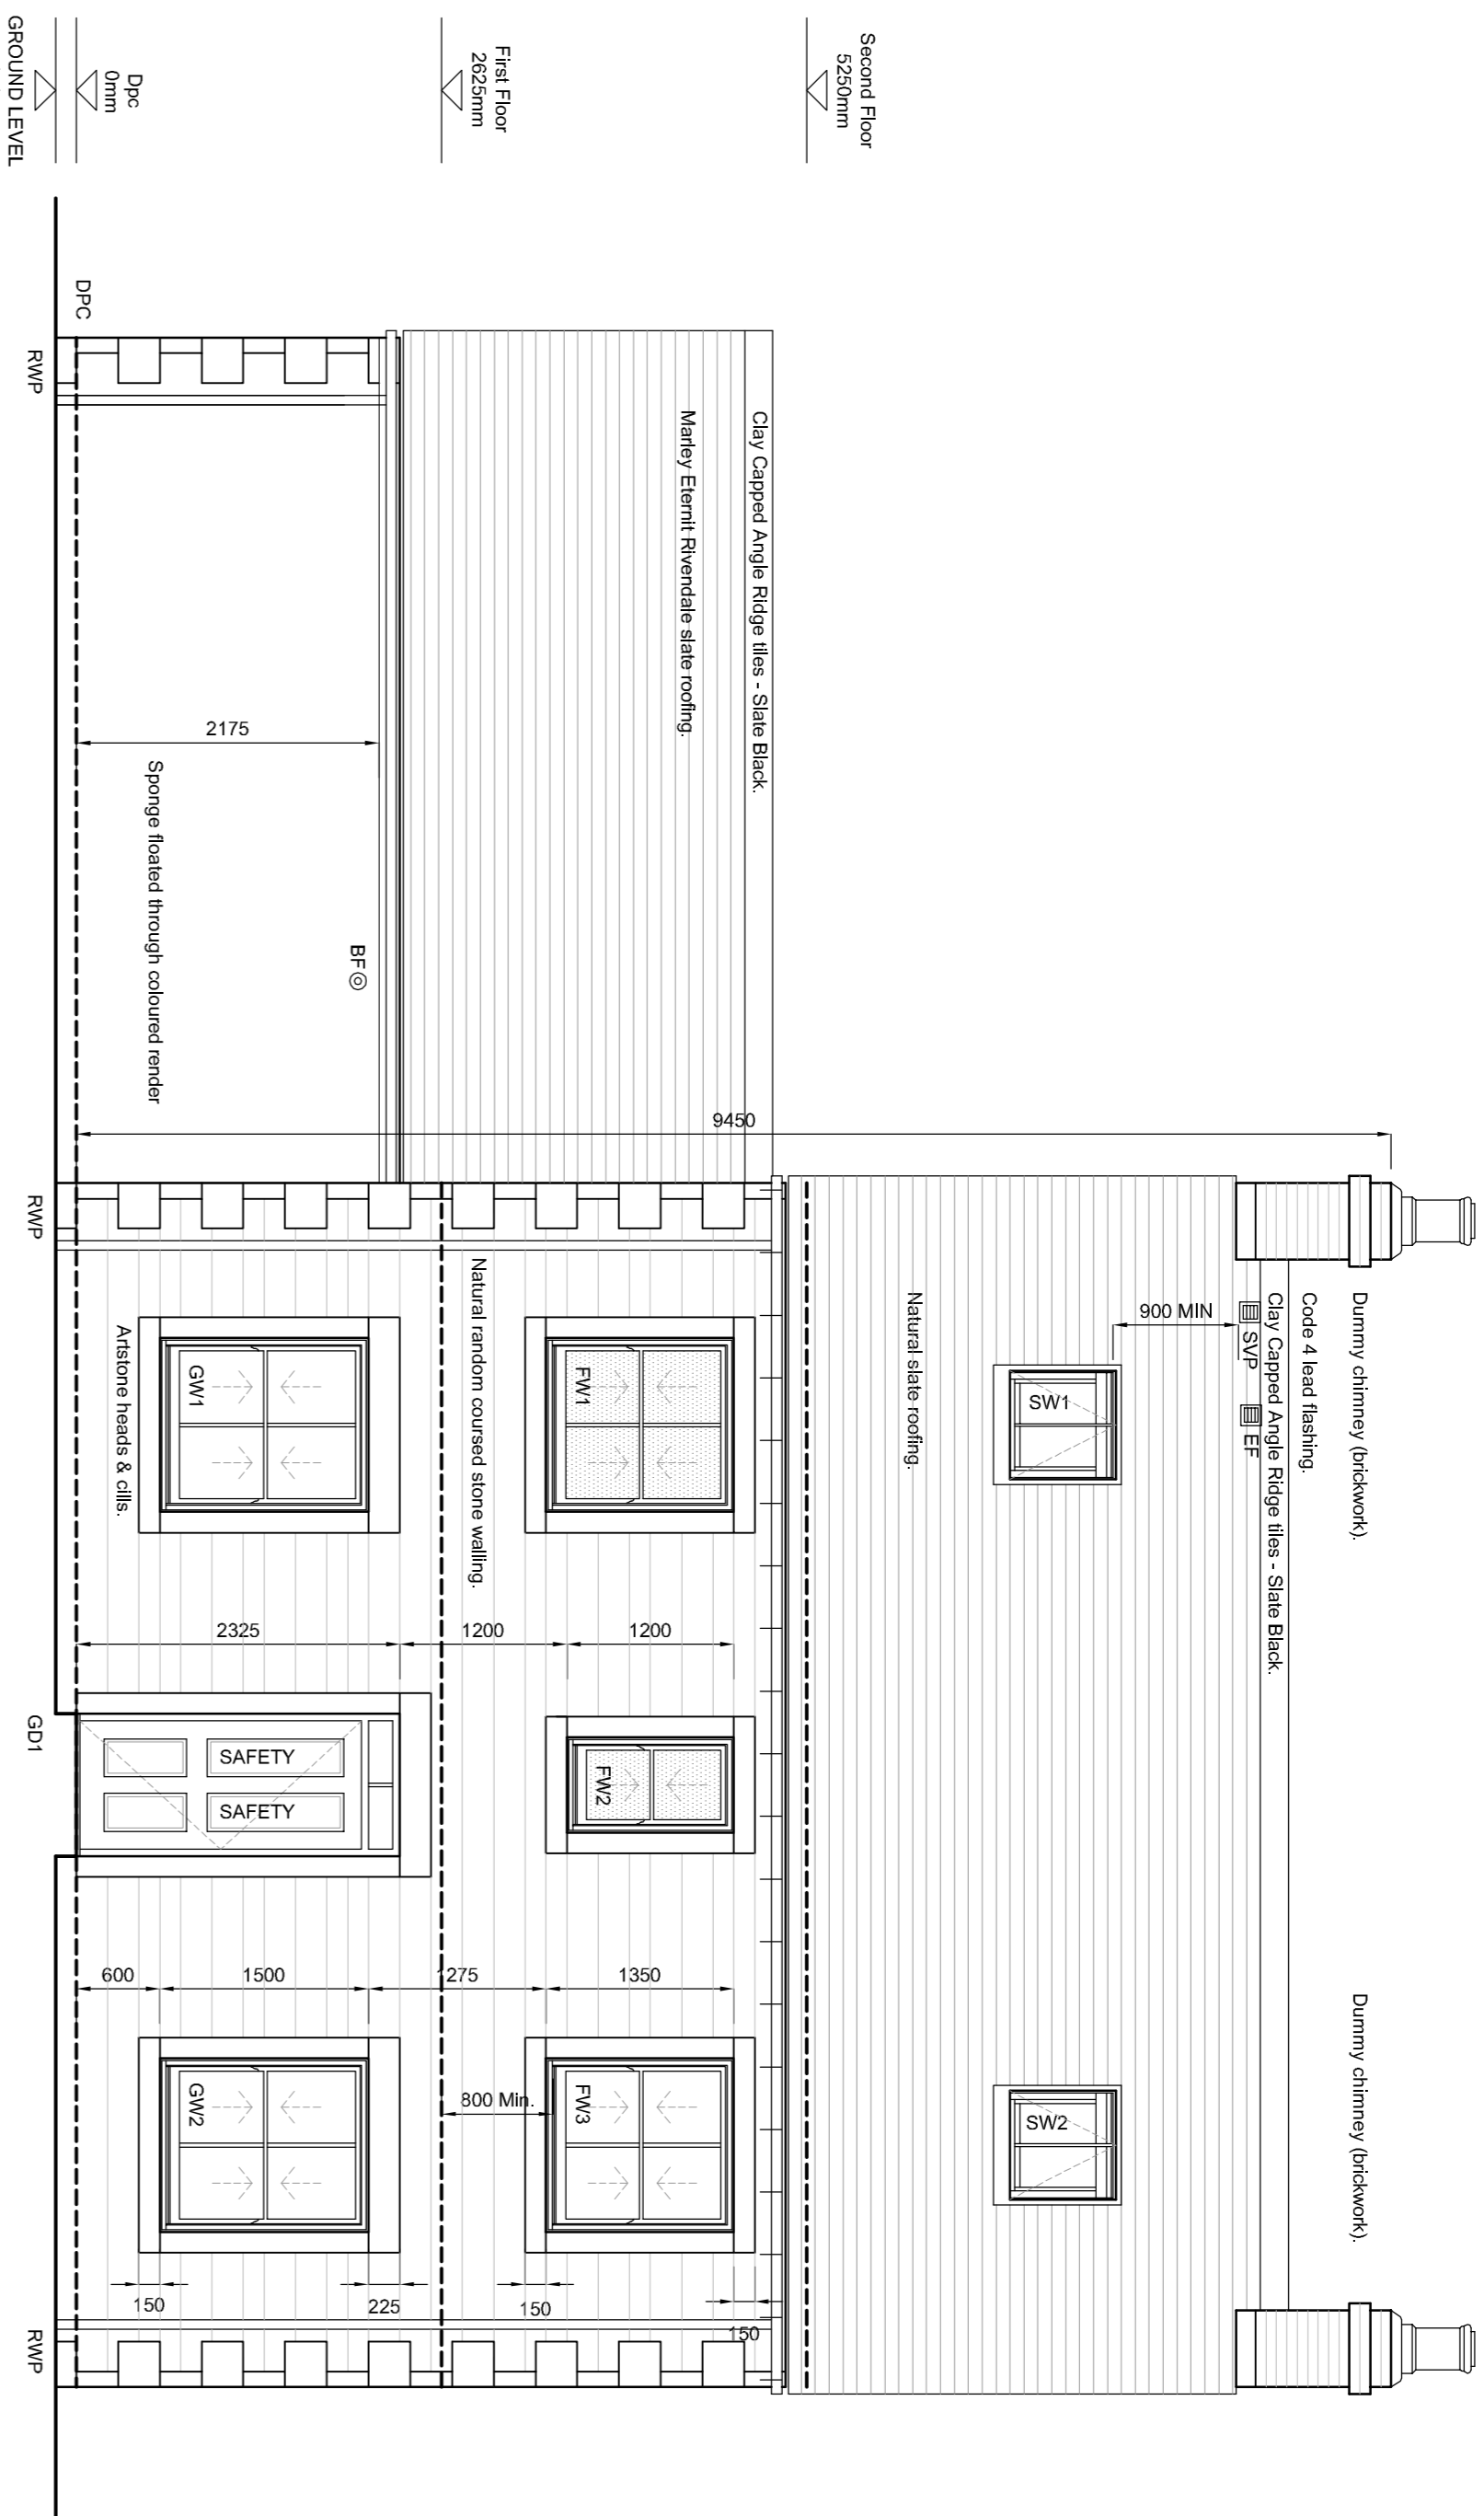 Second Floor
5250mm
First Floor
2625mm
Dpc
0mm
GROUND LEVEL
Dummy chimney (brickwork).
Dummy chimney (brickwork).
Code 4 lead flashing.
Clay Capped Angle Ridge tiles - Slate Black.
SVP
EF
900 MIN
SW1
SW2
Natural slate roofing.
9450
Clay Capped Angle Ridge tiles - Slate Black.
Marley Eternit Rivendale slate roofing.
150
FW1
FW2
FW3
1200
1350
150
800 Min.
Natural random coursed stone walling.
1200
1275
225
BF
2175
2325
1500
GW1
GW2
SAFETY
SAFETY
Sponge floated through coloured render
Artstone heads & cills.
600
150
DPC
RWP
RWP
GD1
RWP